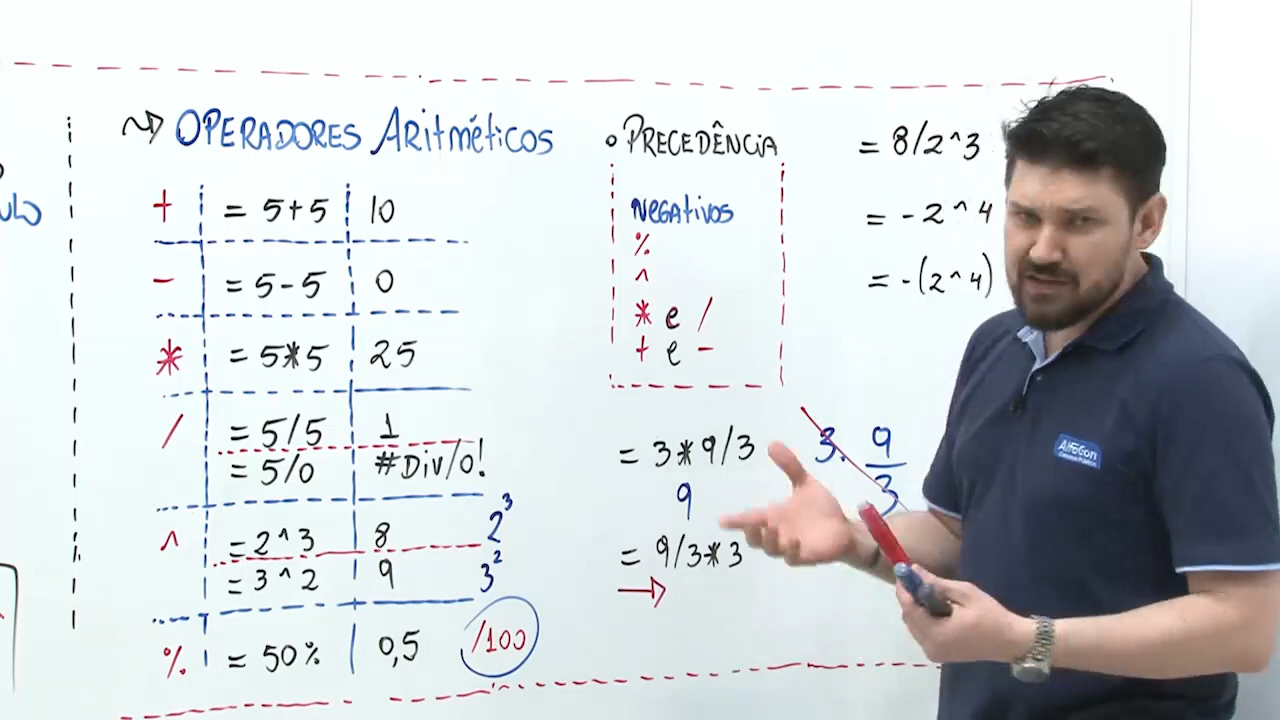 ULO
~> OPERADORES Aritméticos
+ = 5+5 10
- = 5-5 0
* = 5*5 25
/ = 5/5 1
= 5/0 #Div/0!
^ = 2^3 8 2³
= 3^2 9 3²
% = 50% 0,5 /100
o PRECEDÊNCIA
Negativos
%
^
* e /
+ e -
= 3*9/3 3. 9/3
9
= 9/3*3
→
= 8/2^3
= -2^4
= -(2^4)
AlfaCon